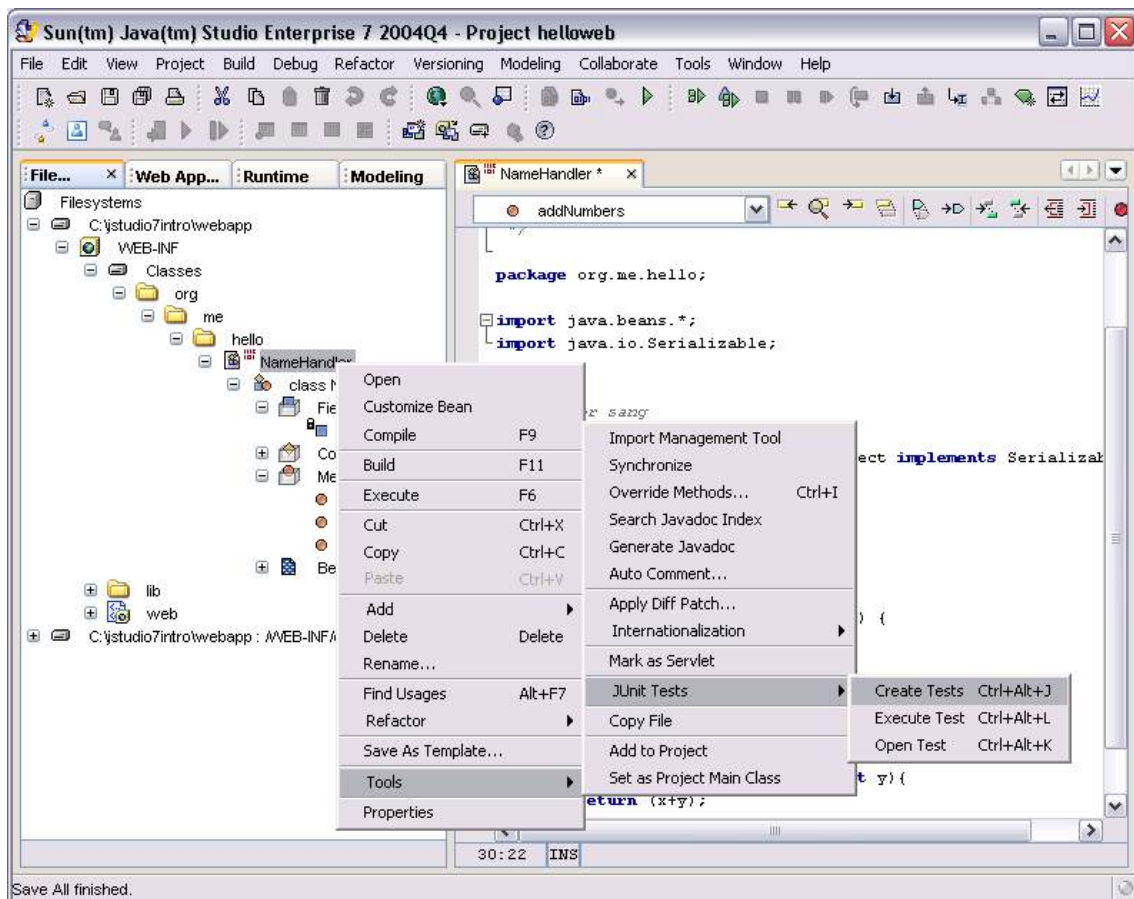 Sun(tm) Java(tm) Studio Enterprise 7 2004Q4 - Project helloweb
File Edit View Project Build Debug Refactor Versioning Modeling Collaborate Tools Window Help
File... Web App... Runtime Modeling
NameHandler *
addNumbers
Filesystems
C:\jstudio7intro\webapp
WEB-INF
Classes
org
me
hello
NameHandler
class
Fie
Co
Me
Be
lib
web
C:\jstudio7intro\webapp : /WEB-INF/
*/
package org.me.hello;
import java.beans.*;
import java.io.Serializable;
sang
ect implements Serializab
) {
t y){
eturn (x+y);
Open
Customize Bean
Compile F9
Build F11
Execute F6
Cut Ctrl+X
Copy Ctrl+C
Paste Ctrl+V
Add
Delete Delete
Rename...
Find Usages Alt+F7
Refactor
Save As Template...
Tools
Properties
Import Management Tool
Synchronize
Override Methods... Ctrl+I
Search Javadoc Index
Generate Javadoc
Auto Comment...
Apply Diff Patch...
Internationalization
Mark as Servlet
JUnit Tests
Copy File
Add to Project
Set as Project Main Class
Create Tests Ctrl+Alt+J
Execute Test Ctrl+Alt+L
Open Test Ctrl+Alt+K
30:22 INS
Save All finished.